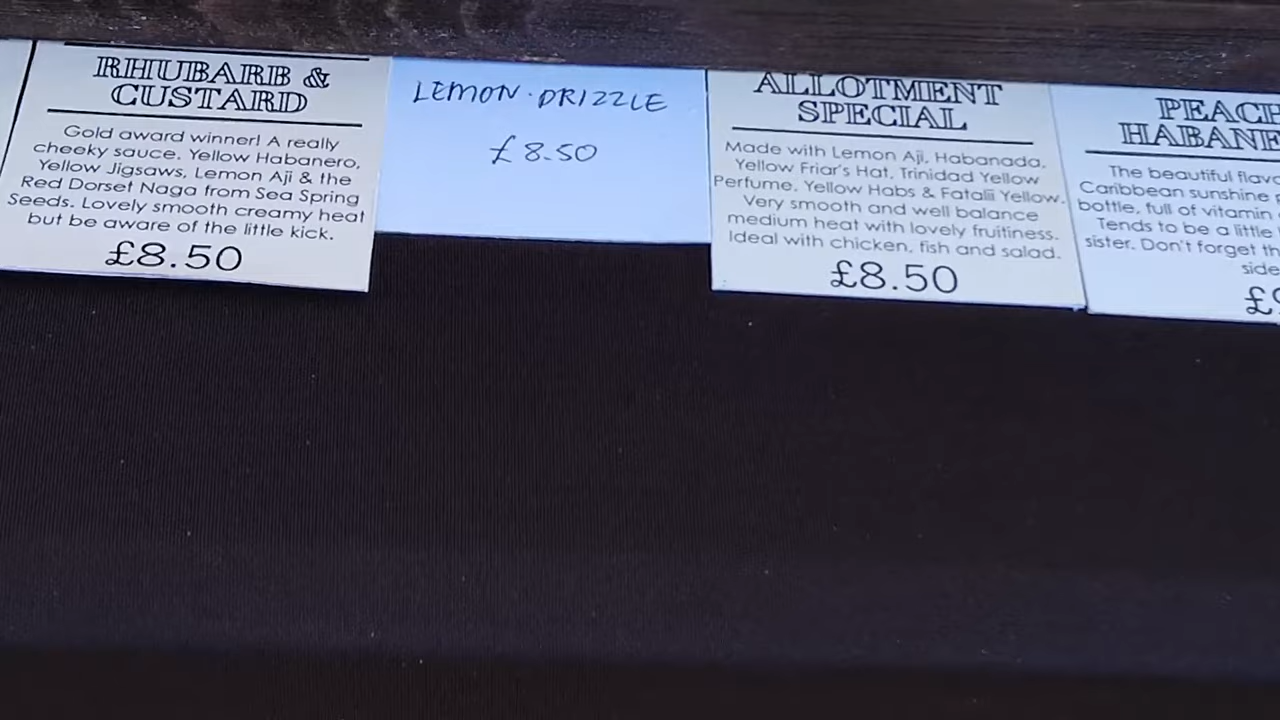 RHUBARB &
CUSTARD
Gold award winner! A really
cheeky sauce. Yellow Habanero,
Yellow Jigsaws, Lemon Aji & the
Red Dorset Naga from Sea Spring
Seeds. Lovely smooth creamy heat
but be aware of the little kick.
£8.50
LEMON·DRIZZLE
£8.50
ALLOTMENT
SPECIAL
Made with Lemon Aji, Habanada,
Yellow Friar's Hat, Trinidad Yellow
Perfume, Yellow Habs & Fatalii Yellow.
Very smooth and well balance
medium heat with lovely fruitiness.
Ideal with chicken, fish and salad.
£8.50
PEACH
HABANE
The beautiful flavo
Caribbean sunshine
bottle, full of vitamin
Tends to be a little
sister. Don't forget th
side
£9